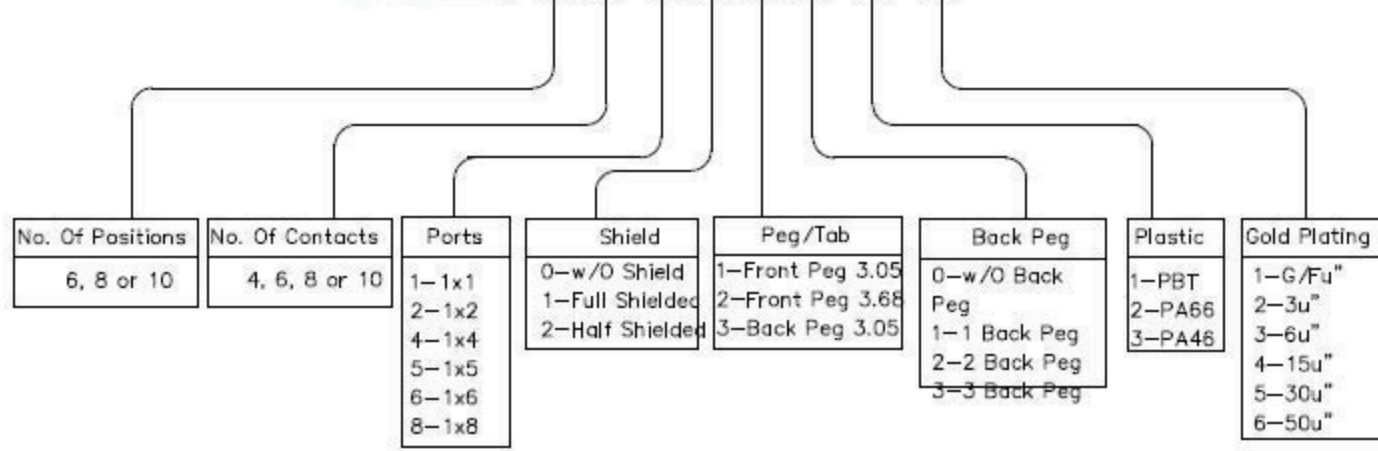 No. Of Positions
6, 8 or 10
No. Of Contacts
4, 6, 8 or 10
Ports
1-1x1
2-1x2
4-1x4
5-1x5
6-1x6
8-1x8
Shield
0-w/O Shield
1-Full Shielded
2-Half Shielded
Peg/Tab
1-Front Peg 3.05
2-Front Peg 3.68
3-Back Peg 3.05
Back Peg
0-w/O Back
Peg
1-1 Back Peg
2-2 Back Peg
3-3 Back Peg
Plastic
1-PBT
2-PA66
3-PA46
Gold Plating
1-G/Fu"
2-3u"
3-6u"
4-15u"
5-30u"
6-50u"